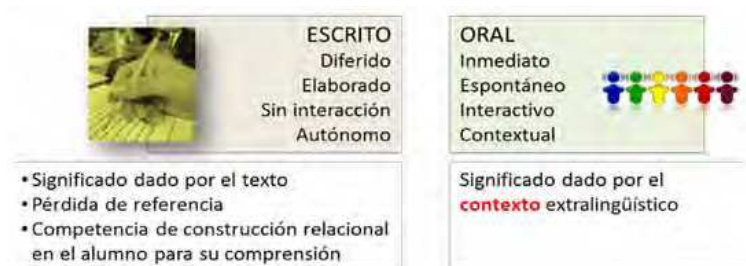 ESCRITO
Diferido
Elaborado
Sin interacción
Autónomo
• Significado dado por el texto
• Pérdida de referencia
• Competencia de construcción relacional
en el alumno para su comprensión
ORAL
Inmediato
Espontáneo
Interactivo
Contextual
Significado dado por el
contexto extralingüístico